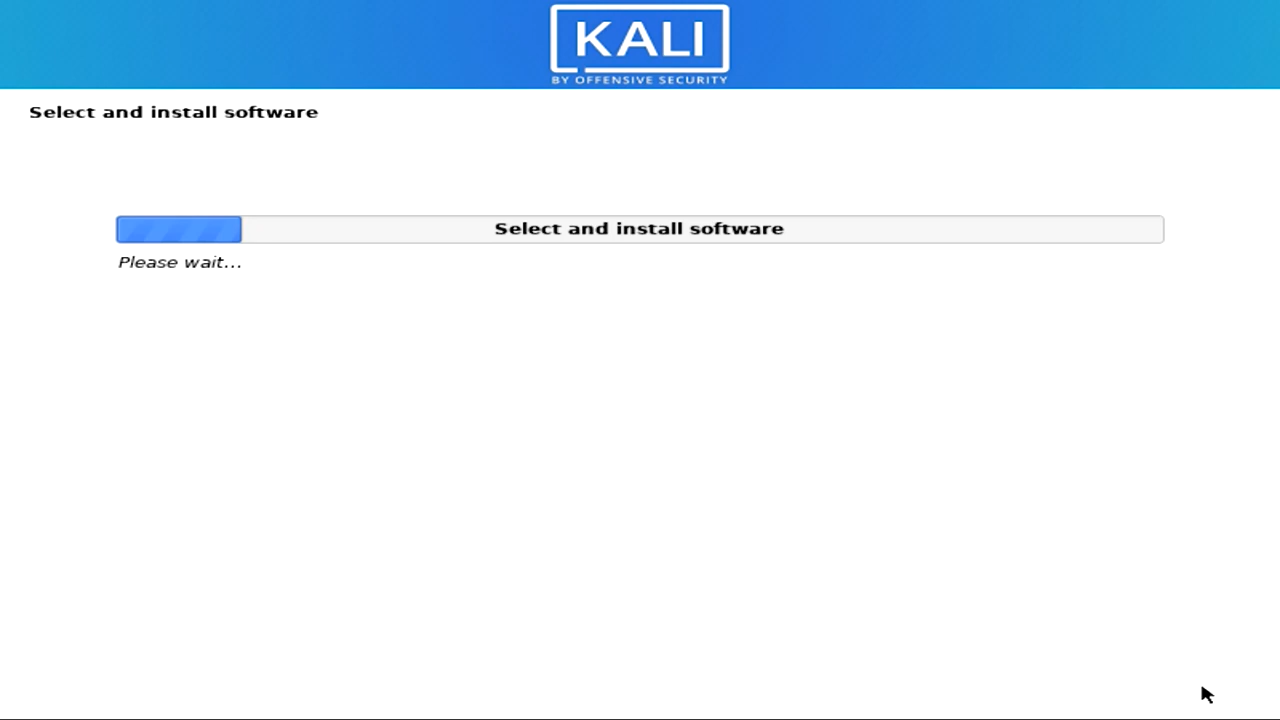 KALI
BY OFFENSIVE SECURITY
Select and install software
Select and install software
Please wait...